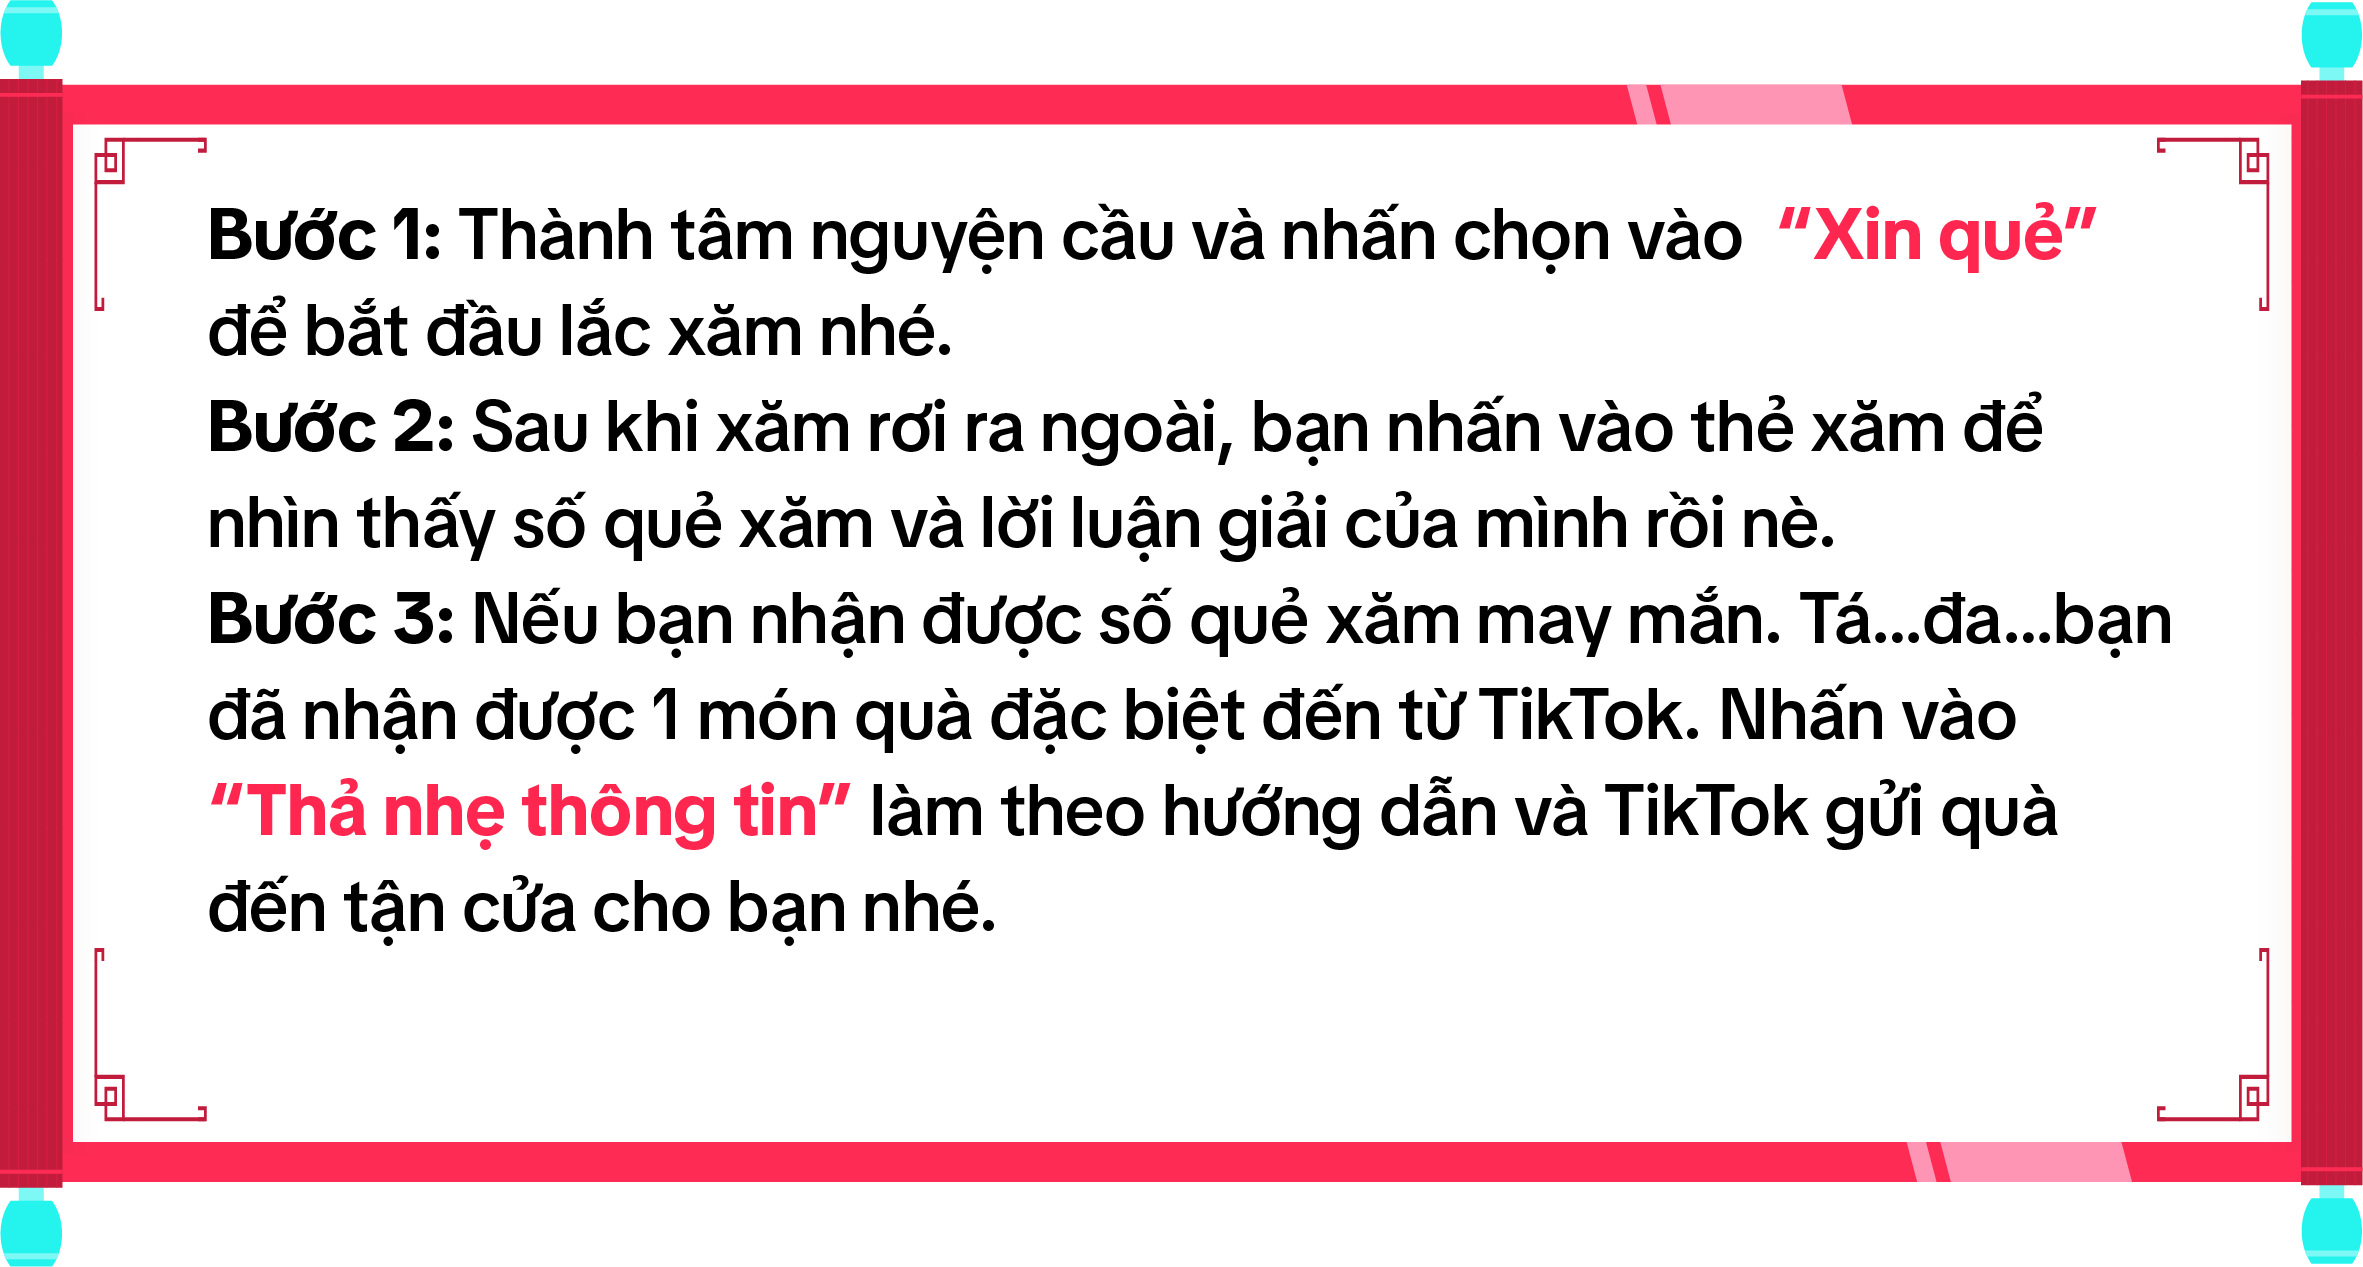 Bước 1: Thành tâm nguyện cầu và nhấn chọn vào “Xin quẻ”
để bắt đầu lắc xăm nhé.
Bước 2: Sau khi xăm rơi ra ngoài, bạn nhấn vào thẻ xăm để
nhìn thấy số quẻ xăm và lời luận giải của mình rồi nè.
Bước 3: Nếu bạn nhận được số quẻ xăm may mắn. Tá...đa...bạn
đã nhận được 1 món quà đặc biệt đến từ TikTok. Nhấn vào
“Thả nhẹ thông tin” làm theo hướng dẫn và TikTok gửi quà
đến tận cửa cho bạn nhé.